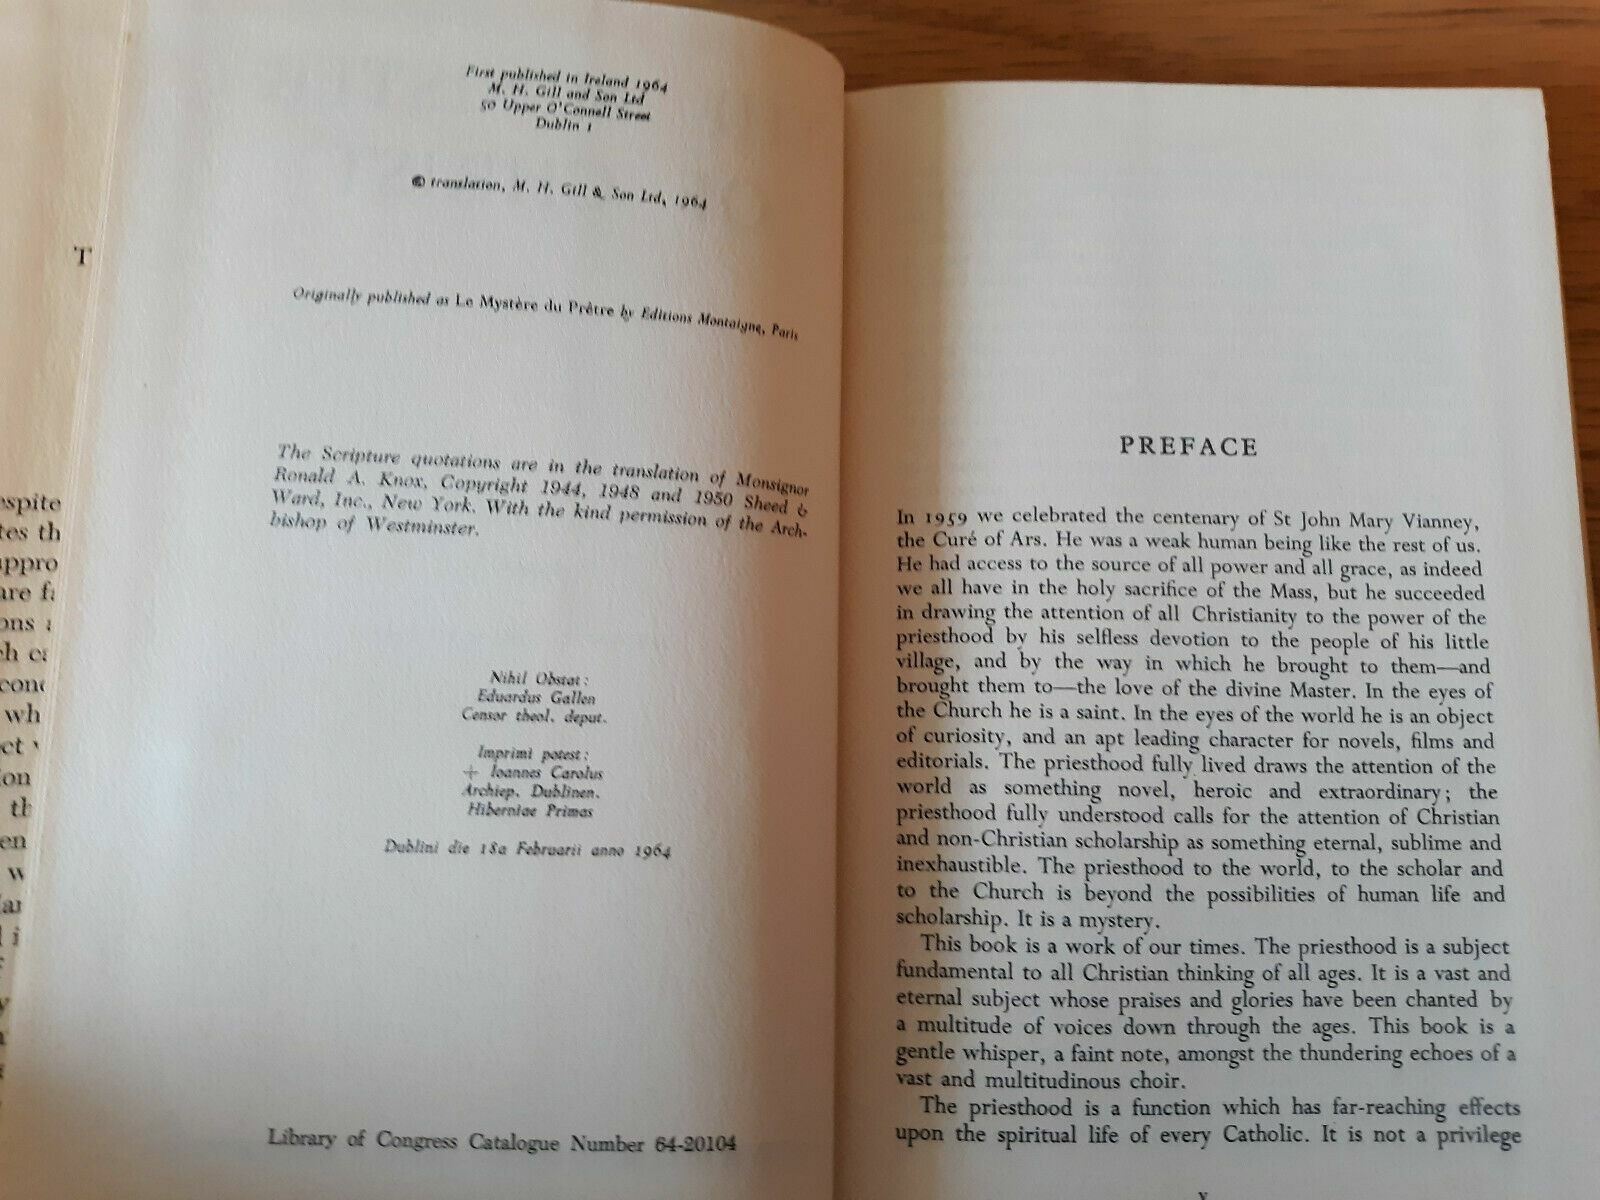 First published in Ireland 1964
M. H. Gill and Son Ltd
50 Upper O'Connell Street
Dublin 1
© translation, M. H. Gill & Son Ltd, 1964
Originally published as Le Mystère du Prêtre by Editions Montaigne, Paris
The Scripture quotations are in the translation of Monsignor
Ronald A. Knox, Copyright 1944, 1948 and 1950 Sheed &
Ward, Inc., New York. With the kind permission of the Arch-
bishop of Westminster.
Nihil Obstat:
Eduardus Gallen
Censor theol. deput.
Imprimi potest:
+ Ioannes Carolus
Archiep. Dublinen.
Hiberniae Primas
Dublini die 18a Februarii anno 1964
Library of Congress Catalogue Number 64-20104
PREFACE
In 1959 we celebrated the centenary of St John Mary Vianney,
the Curé of Ars. He was a weak human being like the rest of us.
He had access to the source of all power and all grace, as indeed
we all have in the holy sacrifice of the Mass, but he succeeded
in drawing the attention of all Christianity to the power of the
priesthood by his selfless devotion to the people of his little
village, and by the way in which he brought to them—and
brought them to—the love of the divine Master. In the eyes of
the Church he is a saint. In the eyes of the world he is an object
of curiosity, and an apt leading character for novels, films and
editorials. The priesthood fully lived draws the attention of the
world as something novel, heroic and extraordinary; the
priesthood fully understood calls for the attention of Christian
and non-Christian scholarship as something eternal, sublime and
inexhaustible. The priesthood to the world, to the scholar and
to the Church is beyond the possibilities of human life and
scholarship. It is a mystery.
This book is a work of our times. The priesthood is a subject
fundamental to all Christian thinking of all ages. It is a vast and
eternal subject whose praises and glories have been chanted by
a multitude of voices down through the ages. This book is a
gentle whisper, a faint note, amongst the thundering echoes of a
vast and multitudinous choir.
The priesthood is a function which has far-reaching effects
upon the spiritual life of every Catholic. It is not a privilege
v